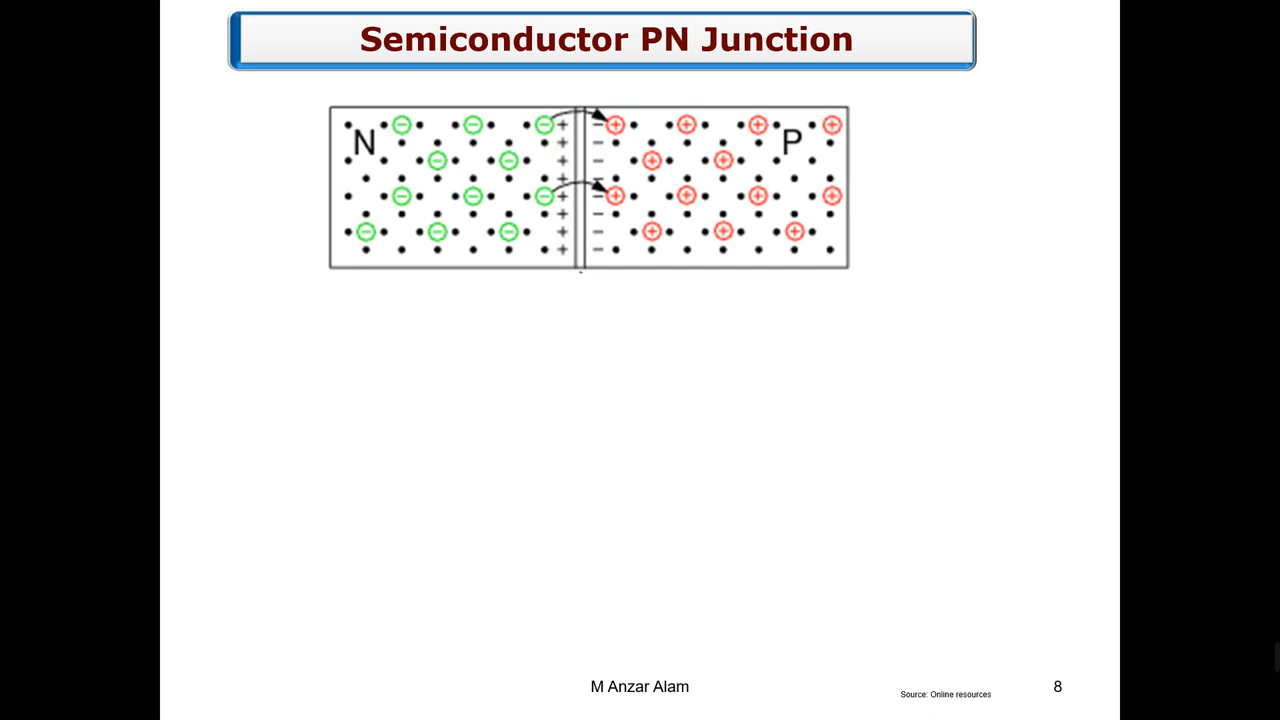 Semiconductor PN Junction
N
P
M Anzar Alam
Source: Online resources
8